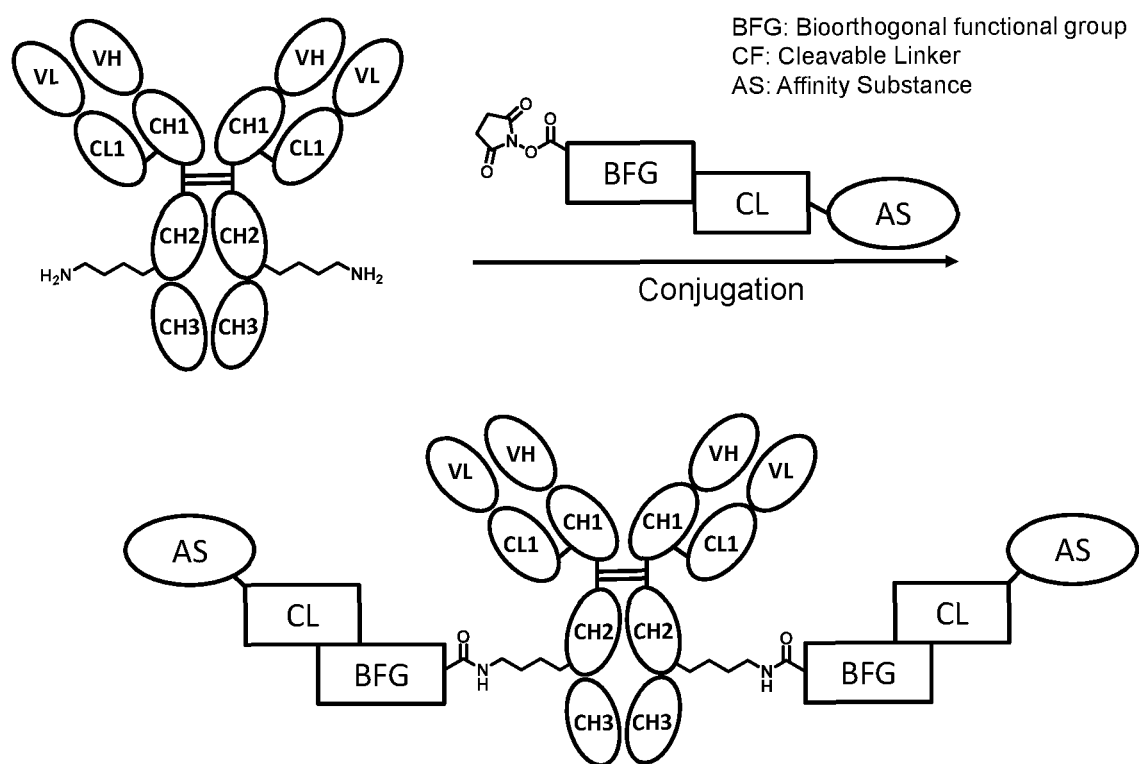 BFG: Bioorthogonal functional group
CF: Cleavable Linker
AS: Affinity Substance
VH
VL
CH1
CL1
VH
VL
CH1
CL1
CH2
CH2
H₂N
NH₂
CH3
CH3
O
N
O
O
O
BFG
CL
AS
Conjugation
VH
VL
CH1
CL1
VH
VL
CH1
CL1
AS
CL
BFG
O
N
H
CH2
CH2
CH3
CH3
O
N
H
BFG
CL
AS